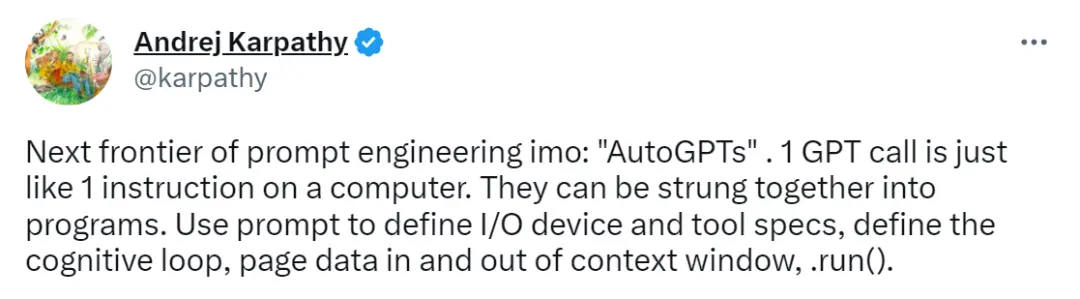 Andrej Karpathy
@karpathy
Next frontier of prompt engineering imo: "AutoGPTs" . 1 GPT call is just
like 1 instruction on a computer. They can be strung together into
programs. Use prompt to define I/O device and tool specs, define the
cognitive loop, page data in and out of context window, .run().